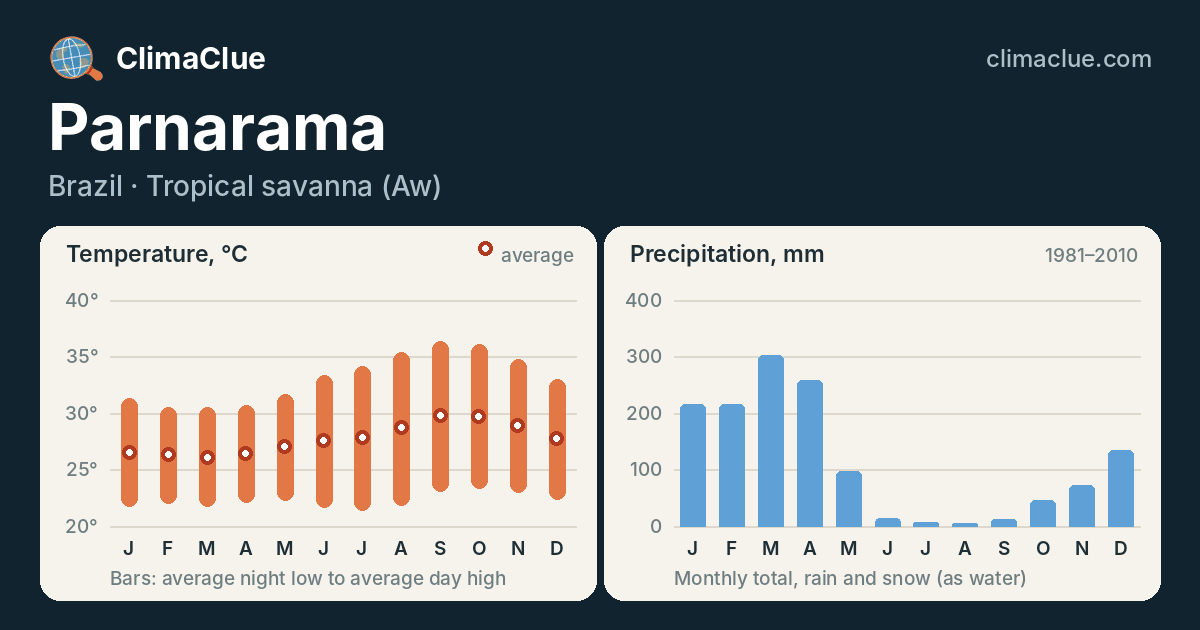 ClimaClue
climaclue.com
Parnarama
Brazil · Tropical savanna (Aw)
Temperature, °C
average
40°
35°
30°
25°
20°
J F M A M J J A S O N D
Bars: average night low to average day high
Precipitation, mm
1981–2010
400
300
200
100
0
J F M A M J J A S O N D
Monthly total, rain and snow (as water)